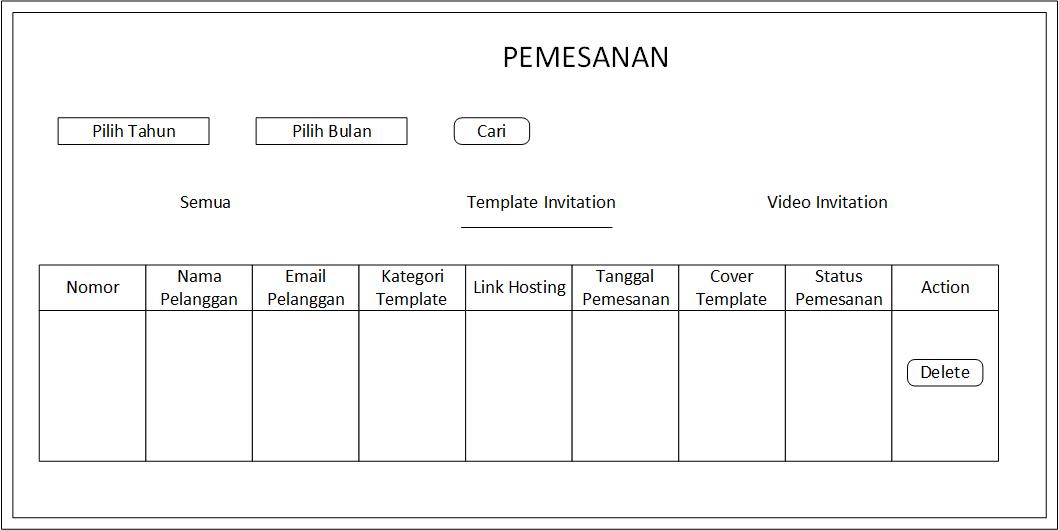 PEMESANAN
Pilih Tahun
Pilih Bulan
Cari
Semua
Template Invitation
Video Invitation
Nomor
Nama
Pelanggan
Email
Pelanggan
Kategori
Template
Link Hosting
Tanggal
Pemesanan
Cover
Template
Status
Pemesanan
Action
Delete